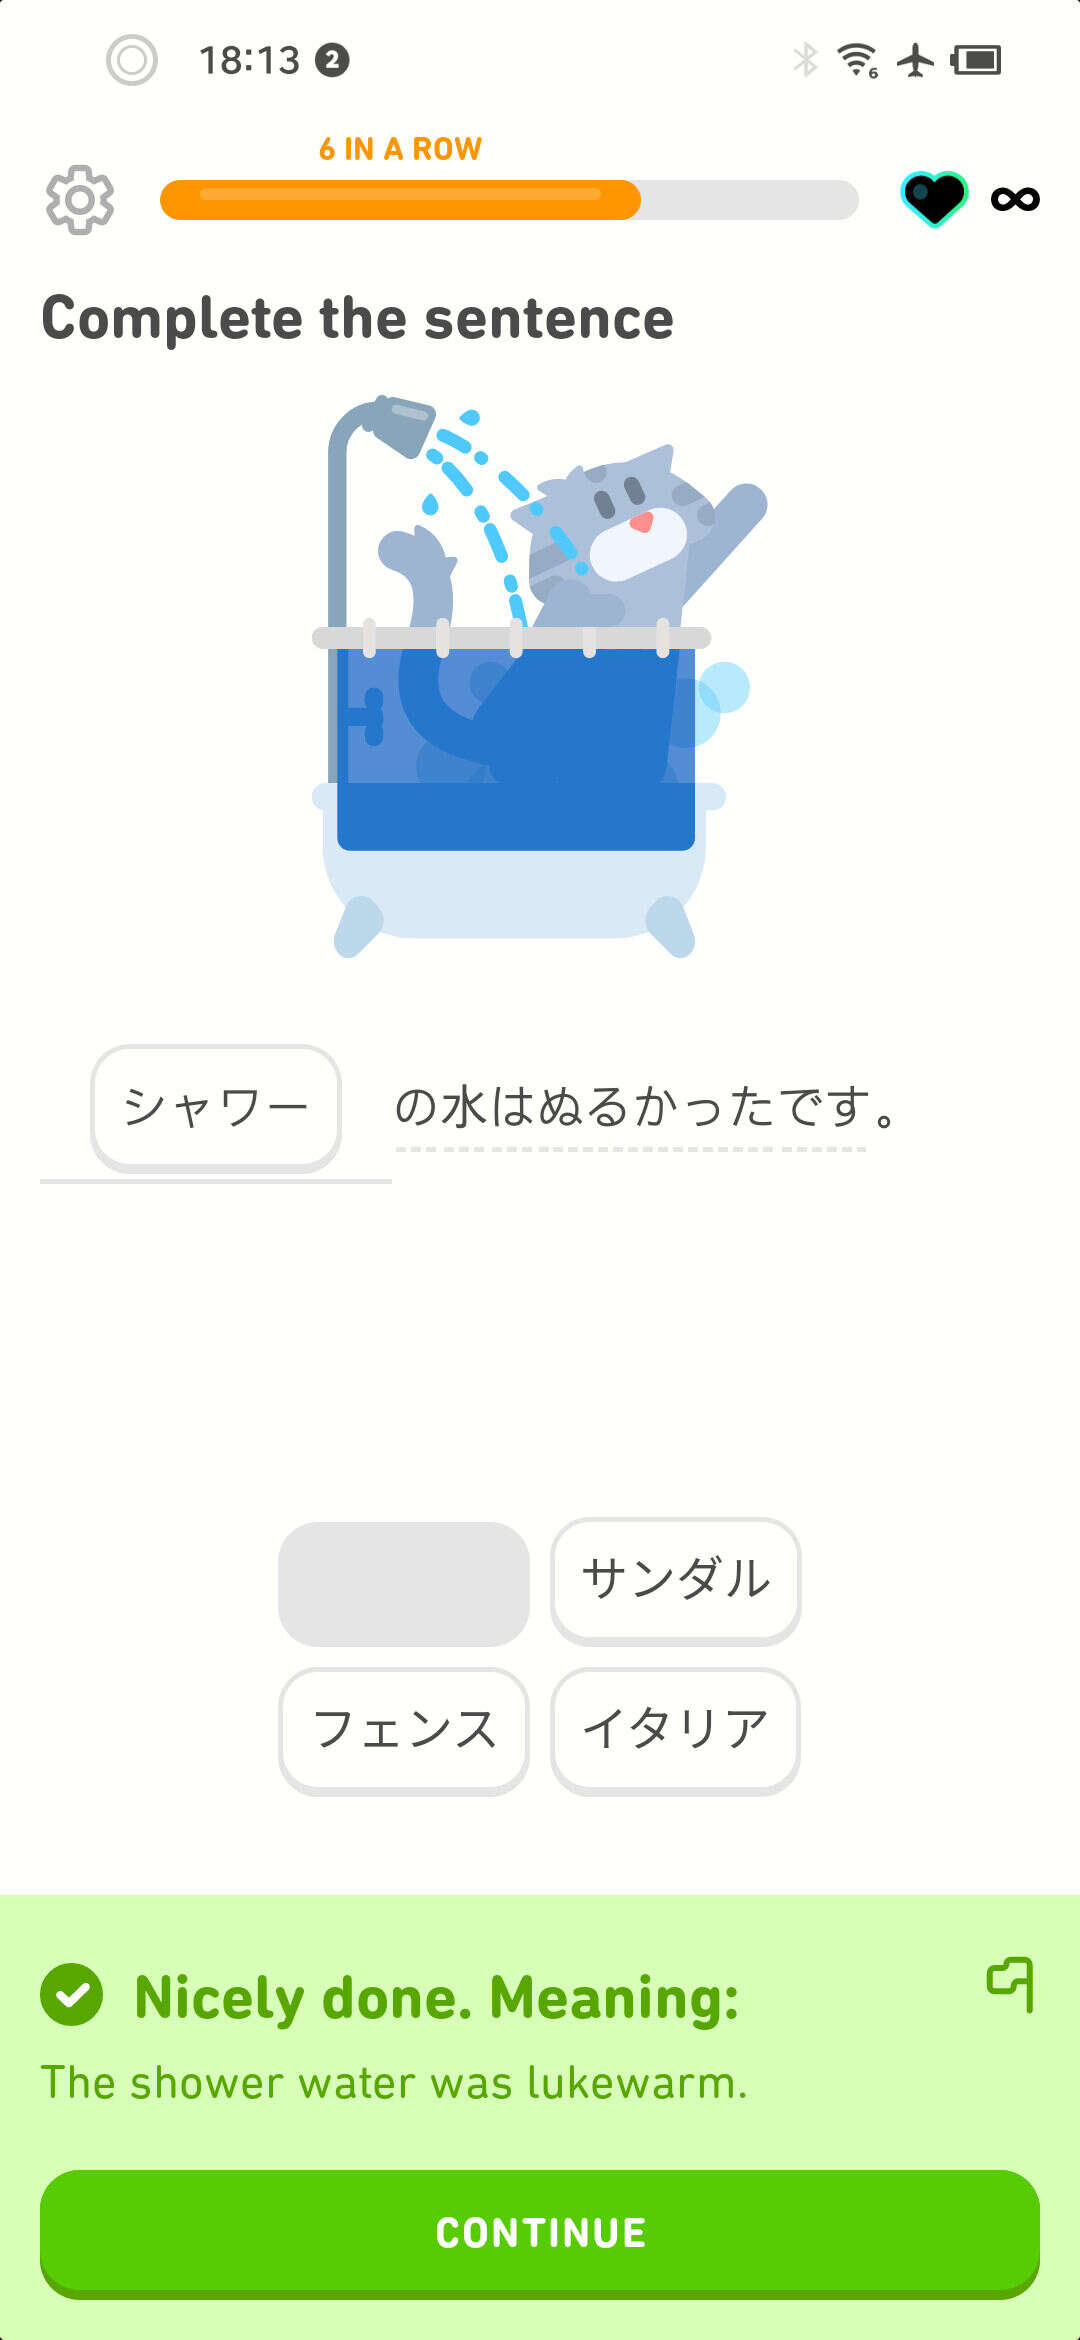 18:13 2
6
6 IN A ROW
Complete the sentence
シャワー の水はぬるかったです。
サンダル
フェンス イタリア
Nicely done. Meaning:
The shower water was lukewarm.
CONTINUE